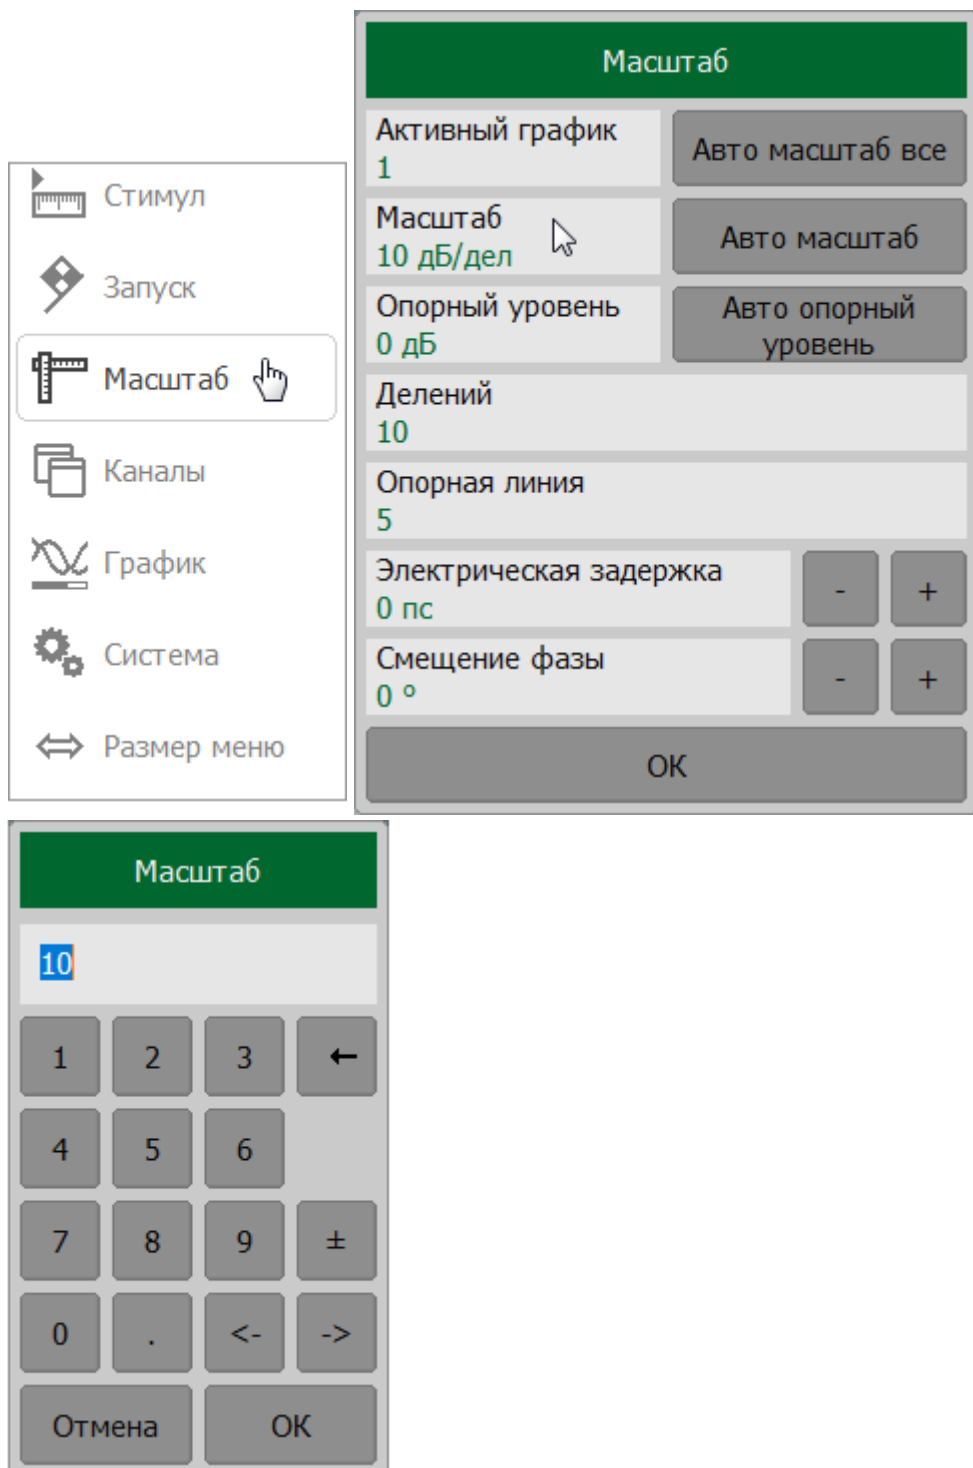 Стимул
Запуск
Масштаб
Каналы
График
Система
Размер меню
Масштаб
Активный график
1
Авто масштаб все
Масштаб
10 дБ/дел
Авто масштаб
Опорный уровень
0 дБ
Авто опорный
уровень
Делений
10
Опорная линия
5
Электрическая задержка
0 пс
- +
Смещение фазы
0 °
- +
ОК
Масштаб
10
1 2 3 ←
4 5 6
7 8 9 ±
0 . <- ->
Отмена ОК